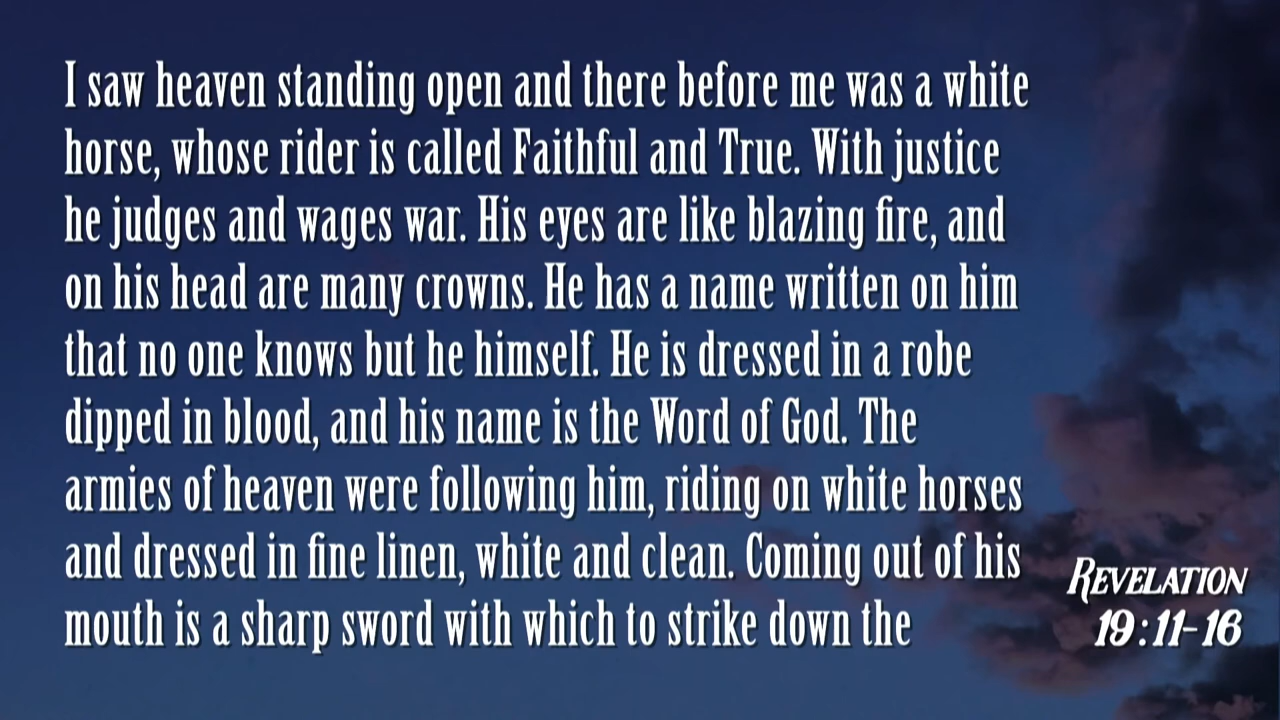 I saw heaven standing open and there before me was a white
horse, whose rider is called Faithful and True. With justice
he judges and wages war. His eyes are like blazing fire, and
on his head are many crowns. He has a name written on him
that no one knows but he himself. He is dressed in a robe
dipped in blood, and his name is the Word of God. The
armies of heaven were following him, riding on white horses
and dressed in fine linen, white and clean. Coming out of his
mouth is a sharp sword with which to strike down the
Revelation
19:11-16